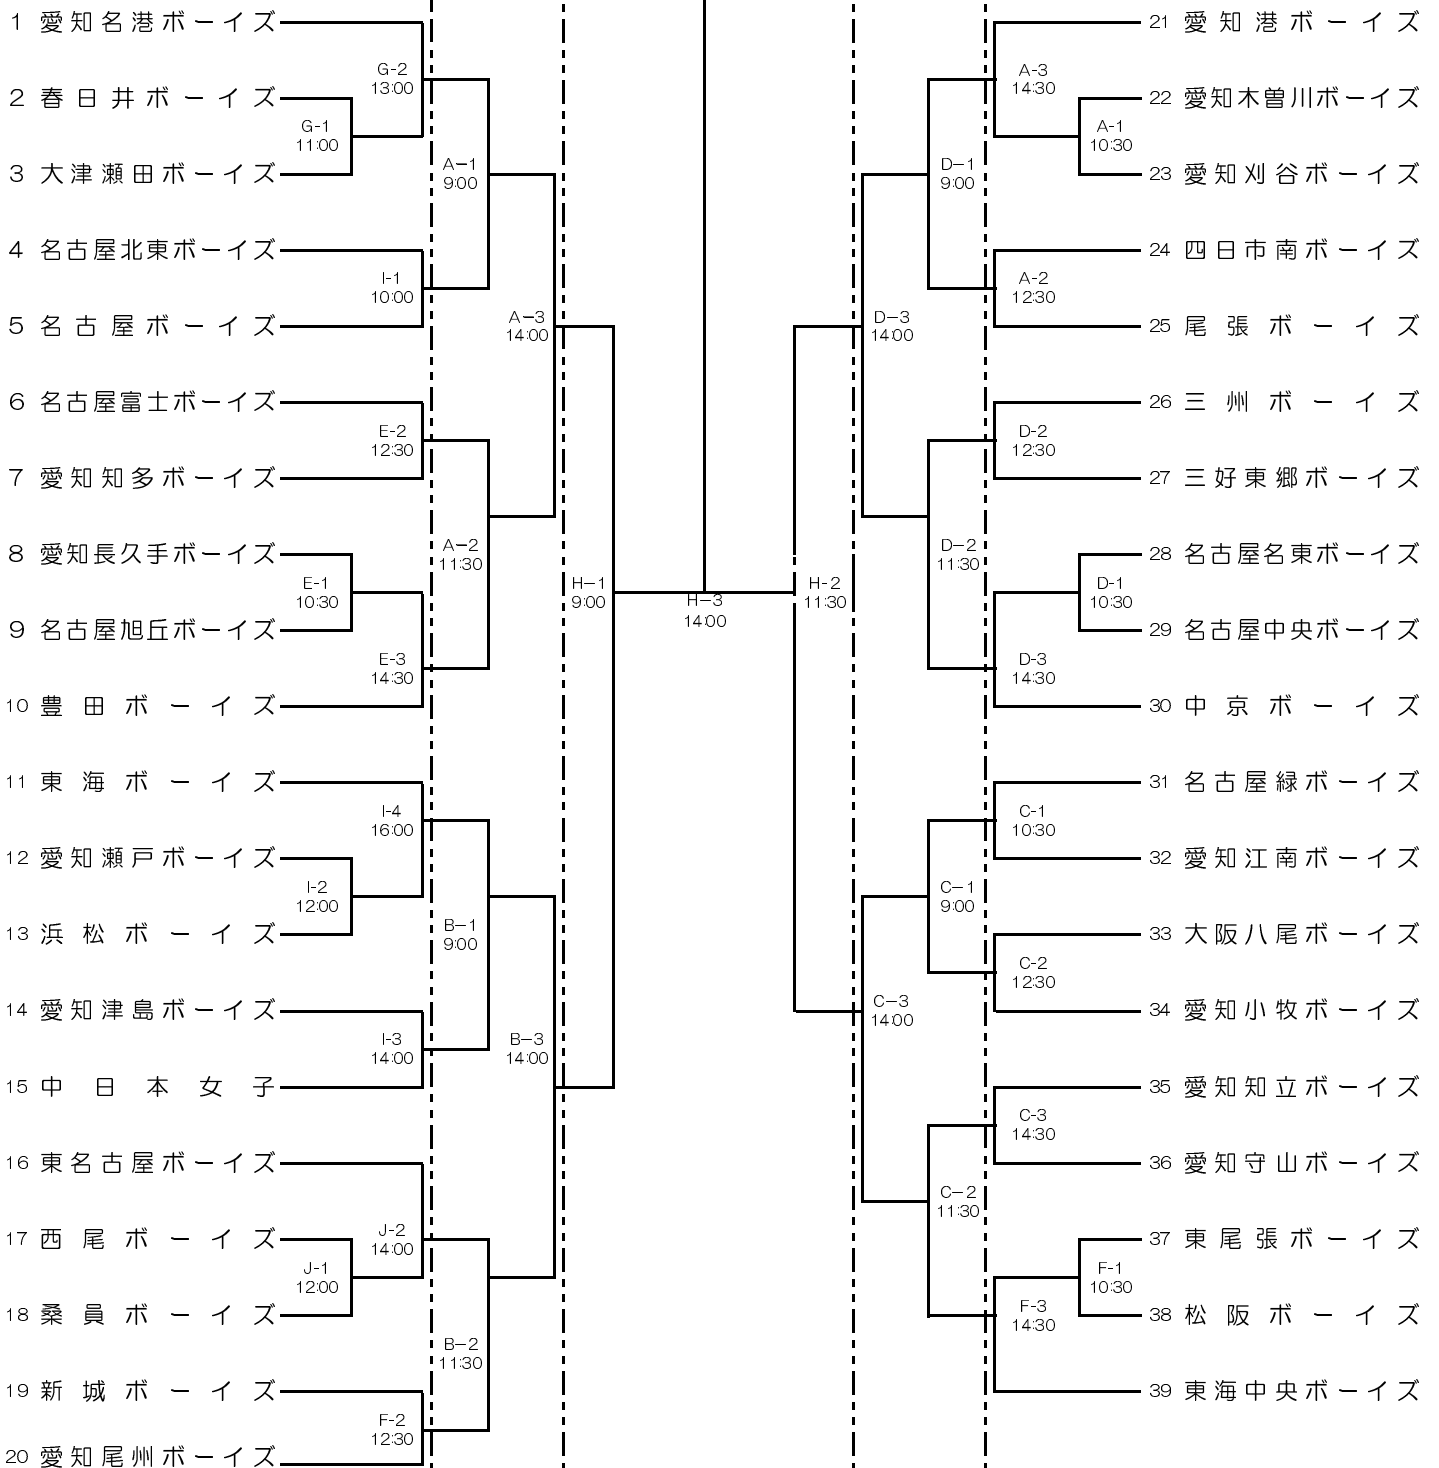 1 愛知名港ボーイズ
G-2
13:00
2 春日井ボーイズ
G-1
11:00
3 大津瀬田ボーイズ
A-1
9:00
4 名古屋北東ボーイズ
I-1
10:00
5 名古屋ボーイズ
A-3
14:00
6 名古屋富士ボーイズ
E-2
12:30
7 愛知知多ボーイズ
A-2
11:30
8 愛知長久手ボーイズ
E-1
10:30
9 名古屋旭丘ボーイズ
E-3
14:30
10 豊田ボーイズ
H-1
9:00
11 東海ボーイズ
I-4
16:00
12 愛知瀬戸ボーイズ
I-2
12:00
13 浜松ボーイズ
B-1
9:00
14 愛知津島ボーイズ
I-3
14:00
15 中日本女子
B-3
14:00
16 東名古屋ボーイズ
J-2
14:00
17 西尾ボーイズ
J-1
12:00
18 桑員ボーイズ
B-2
11:30
19 新城ボーイズ
F-2
12:30
20 愛知尾州ボーイズ
H-3
14:00
H-2
11:30
21 愛知港ボーイズ
A-3
14:30
22 愛知木曽川ボーイズ
A-1
10:30
23 愛知刈谷ボーイズ
D-1
9:00
24 四日市南ボーイズ
A-2
12:30
25 尾張ボーイズ
D-3
14:00
26 三州ボーイズ
D-2
12:30
27 三好東郷ボーイズ
D-2
11:30
28 名古屋名東ボーイズ
D-1
10:30
29 名古屋中央ボーイズ
D-3
14:30
30 中京ボーイズ
31 名古屋緑ボーイズ
C-1
10:30
32 愛知江南ボーイズ
C-1
9:00
33 大阪八尾ボーイズ
C-2
12:30
34 愛知小牧ボーイズ
C-3
14:00
35 愛知知立ボーイズ
C-3
14:30
36 愛知守山ボーイズ
C-2
11:30
37 東尾張ボーイズ
F-1
10:30
38 松阪ボーイズ
F-3
14:30
39 東海中央ボーイズ